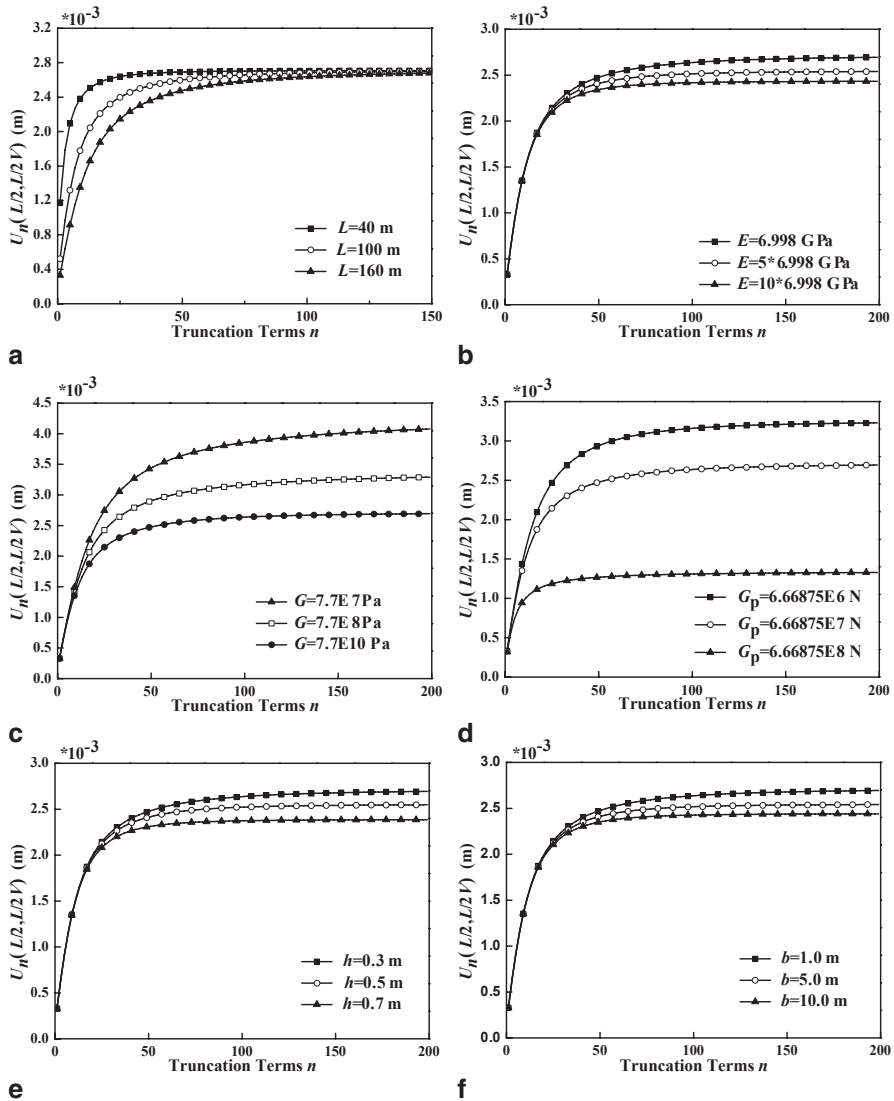 *10⁻³
3.2
2.8
2.4
2.0
1.6
1.2
0.8
0.4
0.0
Uₙ(L/2,L/2V) (m)
L=40 m
L=100 m
L=160 m
0 25 50 75 100 125 150
Truncation Terms n
a
*10⁻³
3.0
2.5
2.0
1.5
1.0
0.5
0.0
Uₙ(L/2,L/2V) (m)
E=6.998 GPa
E=5*6.998 GPa
E=10*6.998 GPa
0 50 100 150 200
Truncation Terms n
b
*10⁻³
4.5
4.0
3.5
3.0
2.5
2.0
1.5
1.0
0.5
0.0
Uₙ(L/2,L/2V) (m)
G=7.7E 7Pa
G=7.7E 8Pa
G=7.7E10 Pa
0 50 100 150 200
Truncation Terms n
c
*10⁻³
3.5
3.0
2.5
2.0
1.5
1.0
0.5
0.0
Uₙ(L/2,L/2V) (m)
Gₚ=6.66875E6 N
Gₚ=6.66875E7 N
Gₚ=6.66875E8 N
0 50 100 150 200
Truncation Terms n
d
*10⁻³
3.0
2.5
2.0
1.5
1.0
0.5
0.0
Uₙ(L/2,L/2V) (m)
h=0.3 m
h=0.5 m
h=0.7 m
0 50 100 150 200
Truncation Terms n
e
*10⁻³
3.0
2.5
2.0
1.5
1.0
0.5
0.0
Uₙ(L/2,L/2V) (m)
b=1.0 m
b=5.0 m
b=10.0 m
0 50 100 150 200
Truncation Terms n
f